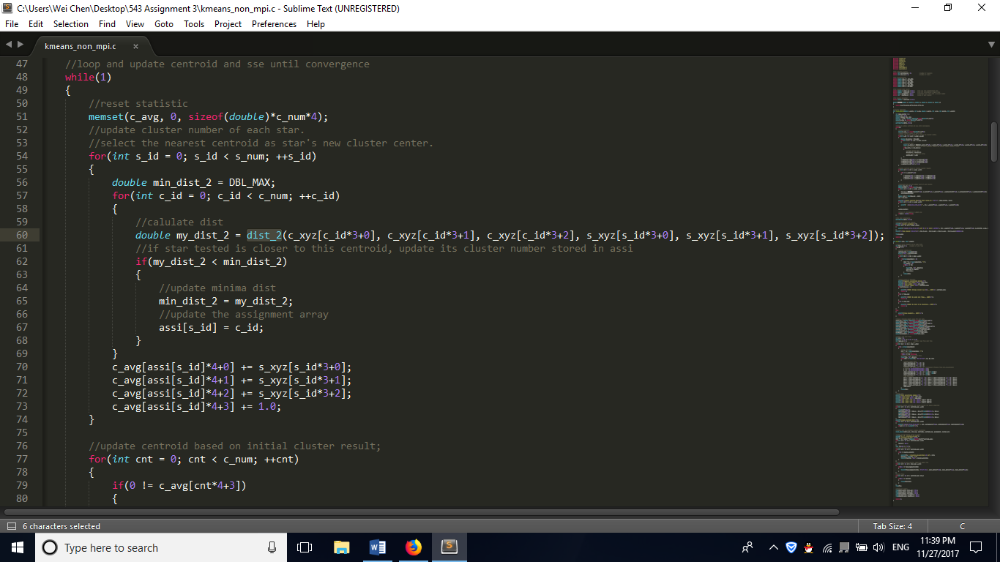 C:\Users\Wei Chen\Desktop\543 Assignment 3\kmeans_non_mpi.c - Sublime Text (UNREGISTERED)
File Edit Selection Find View Goto Tools Project Preferences Help
kmeans_non_mpi.c
47 //loop and update centroid and sse until convergence
48 while(1)
49 {
50 //reset statistic
51 memset(c_avg, 0, sizeof(double)*c_num*4);
52 //update cluster number of each star.
53 //select the nearest centroid as star's new cluster center.
54 for(int s_id = 0; s_id < s_num; ++s_id)
55 {
56 double min_dist_2 = DBL_MAX;
57 for(int c_id = 0; c_id < c_num; ++c_id)
58 {
59 //calulate dist
60 double my_dist_2 = dist_2(c_xyz[c_id*3+0], c_xyz[c_id*3+1], c_xyz[c_id*3+2], s_xyz[s_id*3+0], s_xyz[s_id*3+1], s_xyz[s_id*3+2]);
61 //if star tested is closer to this centroid, update its cluster number stored in assi
62 if(my_dist_2 < min_dist_2)
63 {
64 //update minima dist
65 min_dist_2 = my_dist_2;
66 //update the assignment array
67 assi[s_id] = c_id;
68 }
69 }
70 c_avg[assi[s_id]*4+0] += s_xyz[s_id*3+0];
71 c_avg[assi[s_id]*4+1] += s_xyz[s_id*3+1];
72 c_avg[assi[s_id]*4+2] += s_xyz[s_id*3+2];
73 c_avg[assi[s_id]*4+3] += 1.0;
74 }
75
76 //update centroid based on initial cluster result;
77 for(int cnt = 0; cnt < c_num; ++cnt)
78 {
79 if(0 != c_avg[cnt*4+3])
80 {
6 characters selected Tab Size: 4 C
Type here to search
ENG
11:39 PM
11/27/2017